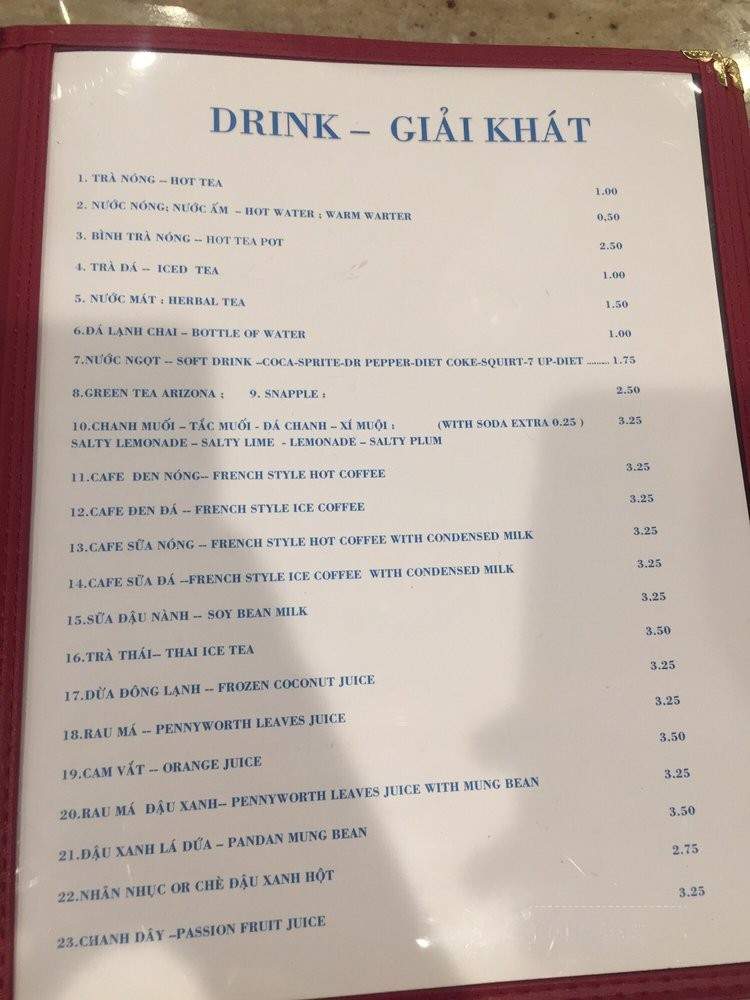 DRINK – GIẢI KHÁT
1. TRÀ NÓNG -- HOT TEA 1.00
2. NƯỚC NÓNG; NƯỚC ẤM – HOT WATER ; WARM WARTER 0,50
3. BÌNH TRÀ NÓNG -- HOT TEA POT 2.50
4. TRÀ DÁ -- ICED TEA 1.00
5. NƯỚC MÁT : HERBAL TEA 1.50
6.ĐÁ LẠNH CHAI – BOTTLE OF WATER 1.00
7.NƯỚC NGỌT -- SOFT DRINK –COCA-SPRITE-DR PEPPER-DIET COKE-SQUIRT-7 UP-DIET .......... 1.75
8.GREEN TEA ARIZONA ; 9. SNAPPLE : 2.50
10.CHANH MUỐI – TẮC MUỐI - ĐÁ CHANH – XÍ MUỘI : (WITH SODA EXTRA 0.25 ) 3.25
SALTY LEMONADE – SALTY LIME - LEMONADE – SALTY PLUM
11.CAFE ĐEN NÓNG-- FRENCH STYLE HOT COFFEE 3.25
12.CAFE ĐEN ĐÁ -- FRENCH STYLE ICE COFFEE 3.25
13.CAFE SỮA NÓNG -- FRENCH STYLE HOT COFFEE WITH CONDENSED MILK 3.25
14.CAFE SỮA ĐÁ --FRENCH STYLE ICE COFFEE WITH CONDENSED MILK 3.25
15.SỮA ĐẬU NÀNH -- SOY BEAN MILK 3.25
16.TRÀ THÁI-- THAI ICE TEA 3.50
17.DỪA ĐÔNG LẠNH -- FROZEN COCONUT JUICE 3.25
18.RAU MÁ -- PENNYWORTH LEAVES JUICE 3.25
19.CAM VẮT -- ORANGE JUICE 3.50
20.RAU MÁ ĐẬU XANH-- PENNYWORTH LEAVES JUICE WITH MUNG BEAN 3.25
21.ĐẬU XANH LÁ DỨA – PANDAN MUNG BEAN 3.50
22.NHÂN NHỤC OR CHÈ ĐẬU XANH HỘT 2.75
23.CHANH DÂY –PASSION FRUIT JUICE 3.25